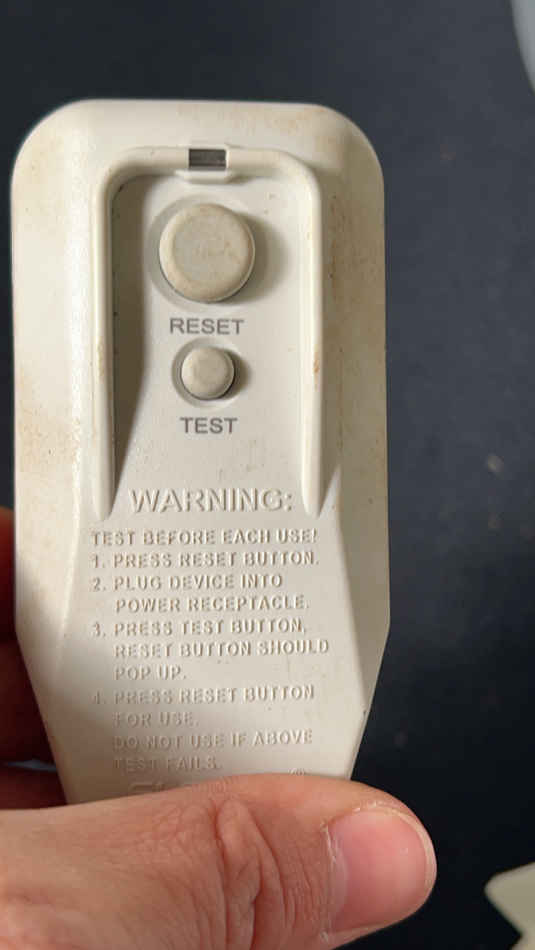 RESET
TEST
WARNING:
TEST BEFORE EACH USE!
1. PRESS RESET BUTTON.
2. PLUG DEVICE INTO
POWER RECEPTACLE.
3. PRESS TEST BUTTON,
RESET BUTTON SHOULD
POP UP.
4. PRESS RESET BUTTON
FOR USE.
DO NOT USE IF ABOVE
TEST FAILS.